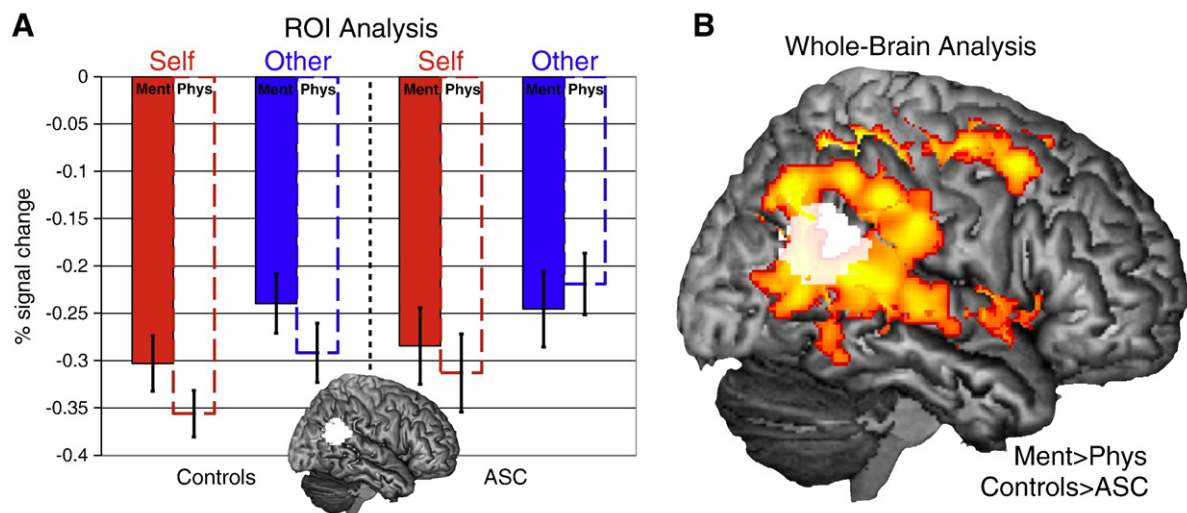 A
ROI Analysis
Self
Other
Self
Other
Ment Phys
Ment Phys
Ment Phys
Ment Phys
% signal change
0
-0.05
-0.1
-0.15
-0.2
-0.25
-0.3
-0.35
-0.4
Controls
ASC
B
Whole-Brain Analysis
Ment>Phys
Controls>ASC